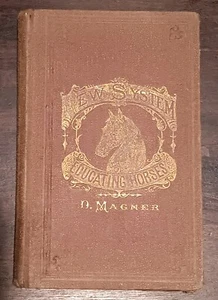 NEW SYSTEM
EDUCATING HORSES
D. MAGNER